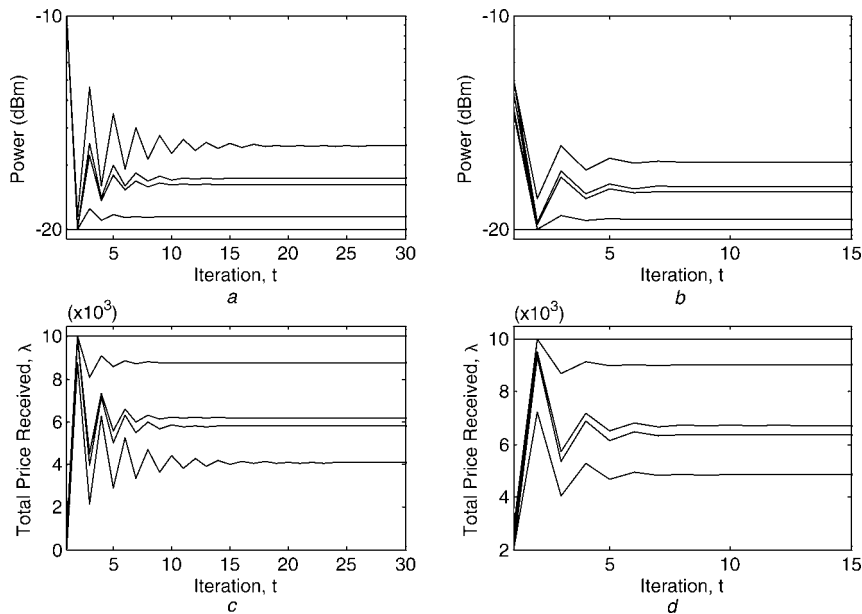 -10
-20
Power (dBm)
5 10 15 20 25 30
Iteration, t
a
-10
-20
Power (dBm)
5 10 15
Iteration, t
b
(x10³)
10
8
6
4
2
0
Total Price Received, λ
5 10 15 20 25 30
Iteration, t
c
(x10³)
10
8
6
4
2
Total Price Received, λ
5 10 15
Iteration, t
d